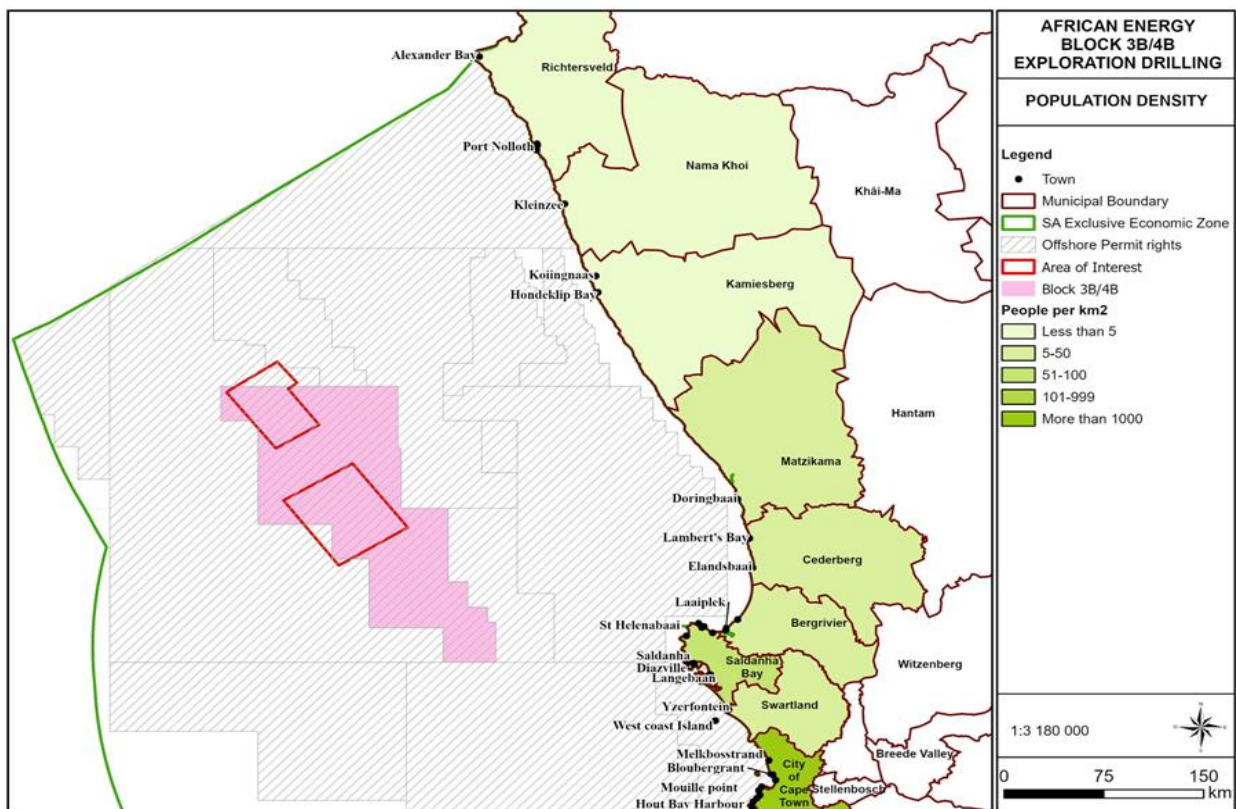 AFRICAN ENERGY
BLOCK 3B/4B
EXPLORATION DRILLING
POPULATION DENSITY
Legend
Town
Municipal Boundary
SA Exclusive Economic Zone
Offshore Permit rights
Area of Interest
Block 3B/4B
People per km2
Less than 5
5-50
51-100
101-999
More than 1000
1:3 180 000
0 75 150
km
Alexander Bay
Richtersveld
Port Nolloth
Nama Khoi
Khâi-Ma
Kleinzee
Koiingnaas
Kamiesberg
Hondeklip Bay
Hantam
Matzikama
Doringbaai
Lambert's Bay
Cederberg
Elandsbaai
Laaiplek
St Helenabaai
Bergrivier
Saldanha
Diazville
Langebaan
Saldanha
Bay
Witzenberg
Swartland
Yzerfontein
West coast Island
Melkbosstrand
Bloubergrant
Mouille point
Hout Bay Harbour
City
of
Cape
Town
Breede Valley
Stellenbosch